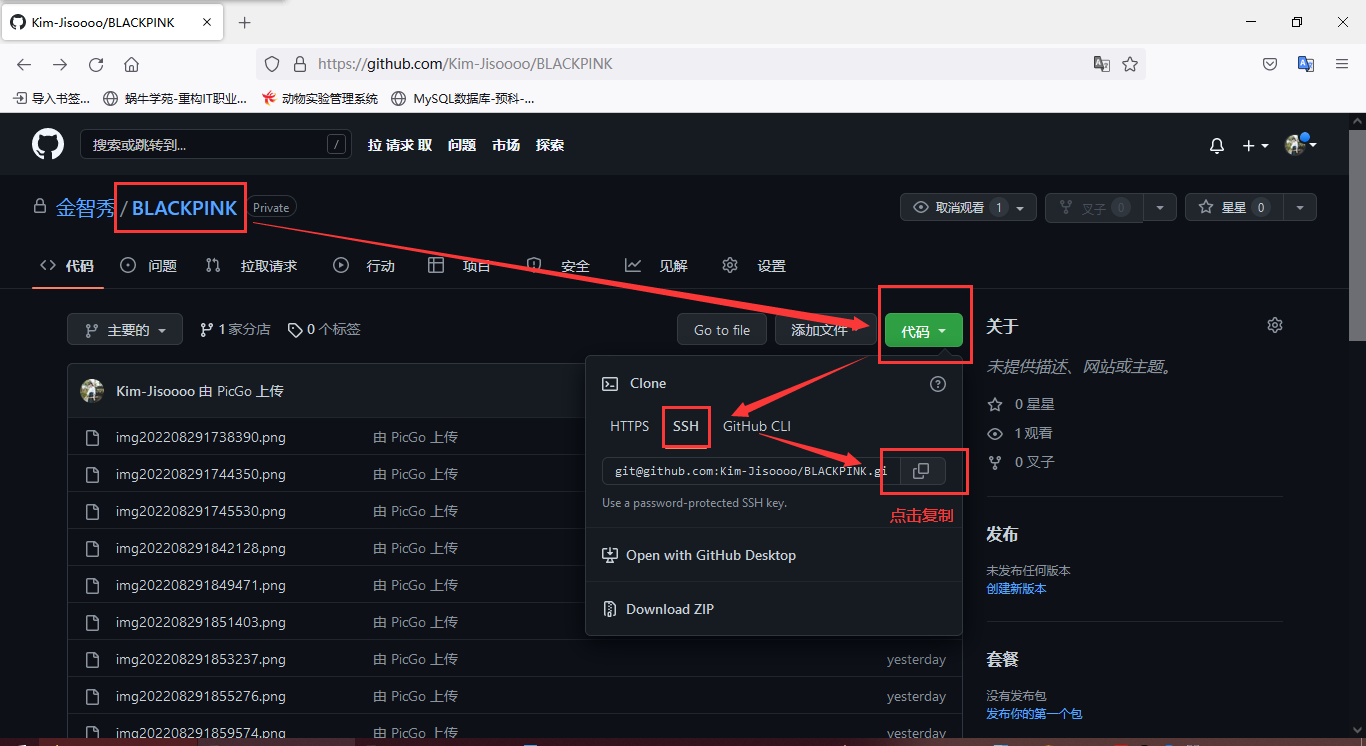 Kim-Jisoooo/BLACKPINK
https://github.com/Kim-Jisoooo/BLACKPINK
导入书签...
蜗牛学苑-重构IT职业...
动物实验管理系统
MySQL数据库-预科-...
搜索或跳转到...
/
拉 请求 取
问题
市场
探索
金智秀 / BLACKPINK
Private
取消观看 1
叉子 0
星星 0
代码
问题
拉取请求
行动
项目
安全
见解
设置
主要的
1 家分店
0 个标签
Go to file
添加文件
代码
关于
未提供描述、网站或主题。
0 星星
1 观看
0 叉子
发布
未发布任何版本
创建新版本
套餐
没有发布包
发布你的第一个包
Clone
HTTPS
SSH
GitHub CLI
git@github.com:Kim-Jisoooo/BLACKPINK.gi
Use a password-protected SSH key.
点击复制
Open with GitHub Desktop
Download ZIP
Kim-Jisoooo 由 PicGo 上传
img202208291738390.png 由 PicGo 上传
img202208291744350.png 由 PicGo 上传
img202208291745530.png 由 PicGo 上传
img202208291842128.png 由 PicGo 上传
img202208291849471.png 由 PicGo 上传
img202208291851403.png 由 PicGo 上传
img202208291853237.png 由 PicGo 上传 yesterday
img202208291855276.png 由 PicGo 上传 yesterday
img202208291859574.png 由 PicGo 上传 yesterday